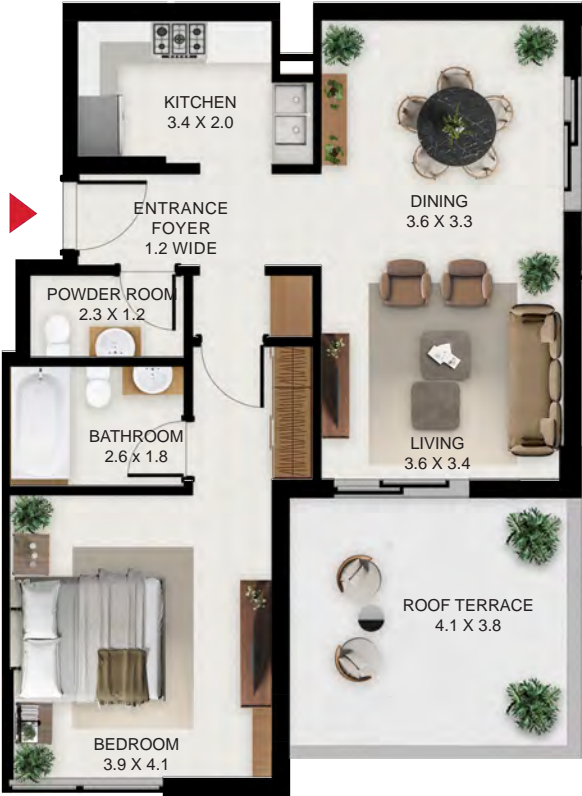 KITCHEN
3.4 X 2.0
DINING
3.6 X 3.3
ENTRANCE
FOYER
1.2 WIDE
POWDER ROOM
2.3 X 1.2
BATHROOM
2.6 x 1.8
LIVING
3.6 X 3.4
ROOF TERRACE
4.1 X 3.8
BEDROOM
3.9 X 4.1